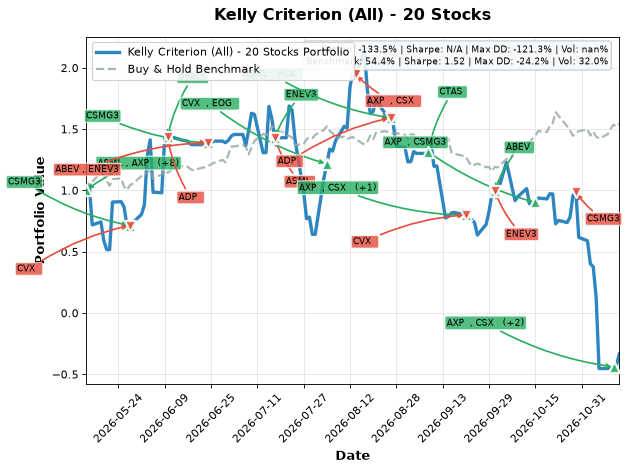 Kelly Criterion (All) - 20 Stocks
Kelly Criterion (All) - 20 Stocks Portfolio
Buy & Hold Benchmark
-133.5% | Sharpe: N/A | Max DD: -121.3% | Vol: nan%
Benchmark: 54.4% | Sharpe: 1.52 | Max DD: -24.2% | Vol: 32.0%
2.0
1.5
1.0
0.5
0.0
−0.5
Portfolio Value
CSMG3
CVX , EOG
ENEV3
CTAS
AXP , CSX
AXP , CSMG3
ABEV
ABEV , ENEV3
ASML , AXP (+8)
ADP
ASML
CSMG3
AXP , CSX (+1)
ADP
CSMG3
ENEV3
CVX
CVX
AXP , CSX (+2)
2026-05-24
2026-06-09
2026-06-25
2026-07-11
2026-07-27
2026-08-12
2026-08-28
2026-09-13
2026-09-29
2026-10-15
2026-10-31
Date